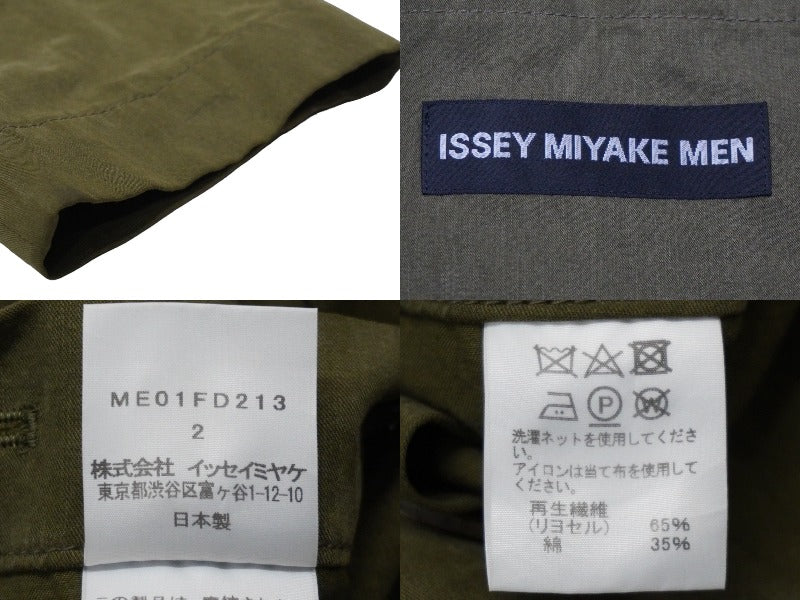 ISSEY MIYAKE MEN
ME01FD213
2
株式会社 イッセイミヤケ
東京都渋谷区富ヶ谷1-12-10
日本製
P
W
洗濯ネットを使用してくださ
い。
アイロンは当て布を使用して
ください。
再生繊維
(リヨセル) 65%
綿 35%